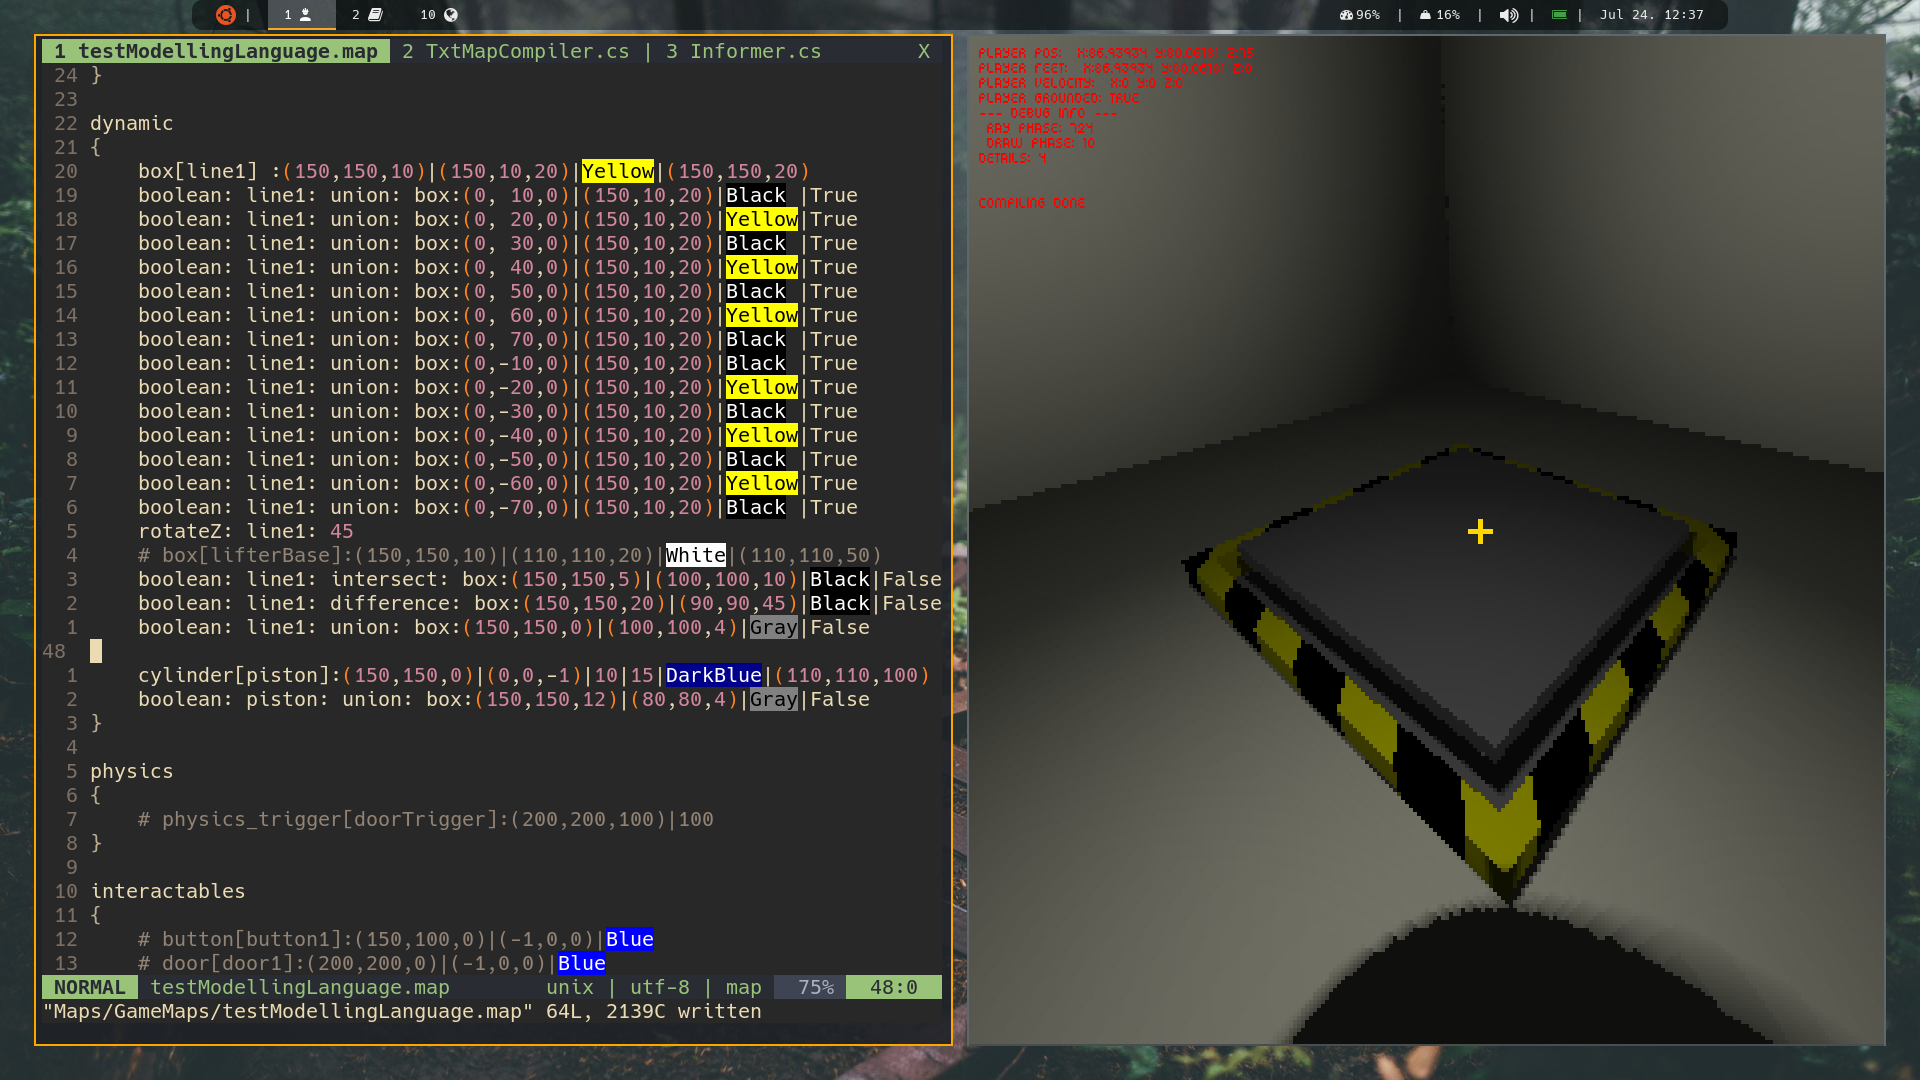 | 1 2 10 96% | 16% | | | Jul 24. 12:37
1 testModellingLanguage.map 2 TxtMapCompiler.cs | 3 Informer.cs X
24 }
23
22 dynamic
21 {
20 box[line1] :(150,150,10)|(150,10,20)|Yellow|(150,150,20)
19 boolean: line1: union: box:(0, 10,0)|(150,10,20)|Black |True
18 boolean: line1: union: box:(0, 20,0)|(150,10,20)|Yellow|True
17 boolean: line1: union: box:(0, 30,0)|(150,10,20)|Black |True
16 boolean: line1: union: box:(0, 40,0)|(150,10,20)|Yellow|True
15 boolean: line1: union: box:(0, 50,0)|(150,10,20)|Black |True
14 boolean: line1: union: box:(0, 60,0)|(150,10,20)|Yellow|True
13 boolean: line1: union: box:(0, 70,0)|(150,10,20)|Black |True
12 boolean: line1: union: box:(0,-10,0)|(150,10,20)|Black |True
11 boolean: line1: union: box:(0,-20,0)|(150,10,20)|Yellow|True
10 boolean: line1: union: box:(0,-30,0)|(150,10,20)|Black |True
9 boolean: line1: union: box:(0,-40,0)|(150,10,20)|Yellow|True
8 boolean: line1: union: box:(0,-50,0)|(150,10,20)|Black |True
7 boolean: line1: union: box:(0,-60,0)|(150,10,20)|Yellow|True
6 boolean: line1: union: box:(0,-70,0)|(150,10,20)|Black |True
5 rotateZ: line1: 45
4 # box[lifterBase]:(150,150,10)|(110,110,20)|White|(110,110,50)
3 boolean: line1: intersect: box:(150,150,5)|(100,100,10)|Black|False
2 boolean: line1: difference: box:(150,150,20)|(90,90,45)|Black|False
1 boolean: line1: union: box:(150,150,0)|(100,100,4)|Gray|False
48
1 cylinder[piston]:(150,150,0)|(0,0,-1)|10|15|DarkBlue|(110,110,100)
2 boolean: piston: union: box:(150,150,12)|(80,80,4)|Gray|False
3 }
4
5 physics
6 {
7 # physics_trigger[doorTrigger]:(200,200,100)|100
8 }
9
10 interactables
11 {
12 # button[button1]:(150,100,0)|(-1,0,0)|Blue
13 # door[door1]:(200,200,0)|(-1,0,0)|Blue
NORMAL testModellingLanguage.map unix | utf-8 | map 75% 48:0
"Maps/GameMaps/testModellingLanguage.map" 64L, 2139C written
PLAYER POS:
PLAYER FEET:
PLAYER VELOCITY: X:0 Y:0 Z:0
PLAYER GROUNDED: TRUE
--- DEBUG INFO ---
RAY PHASE: 724
DRAW PHASE: 10
DETAILS: 4
COMPILING DONE